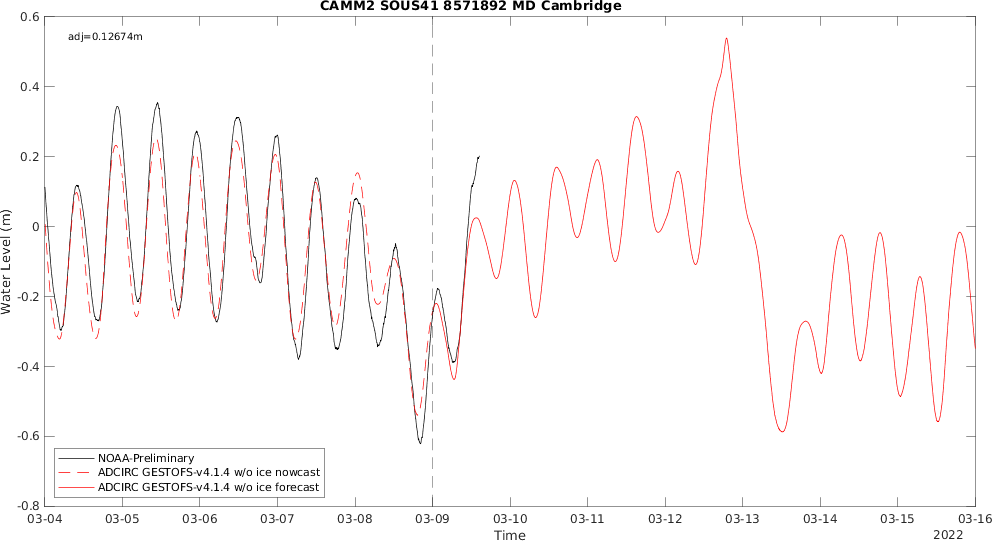 CAMM2 SOUS41 8571892 MD Cambridge
adj=0.12674m
0.6
0.4
0.2
0
-0.2
-0.4
-0.6
-0.8
Water Level (m)
NOAA-Preliminary
ADCIRC GESTOFS-v4.1.4 w/o ice nowcast
ADCIRC GESTOFS-v4.1.4 w/o ice forecast
03-04 03-05 03-06 03-07 03-08 03-09 03-10 03-11 03-12 03-13 03-14 03-15 03-16
Time
2022